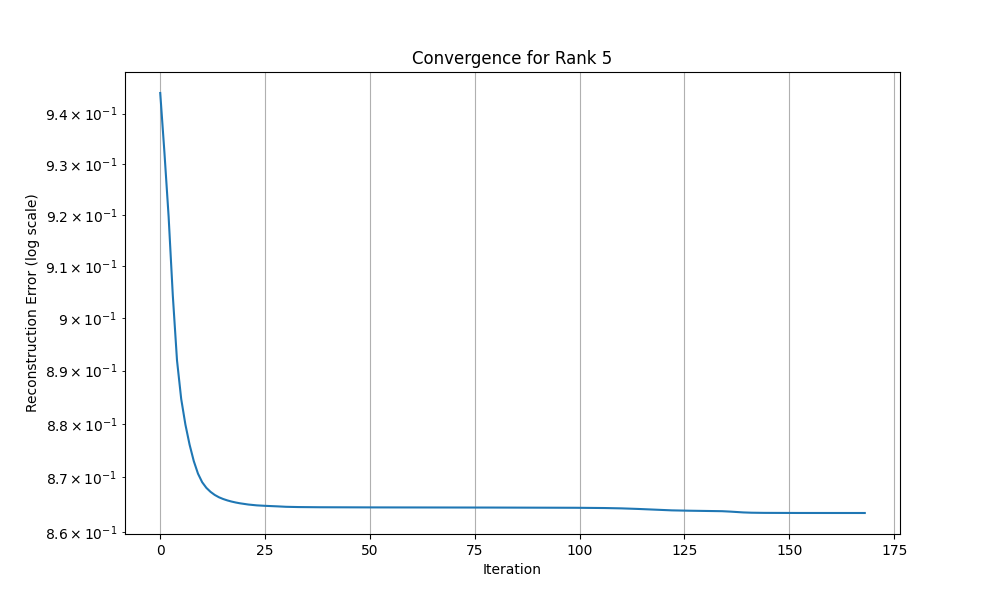 Convergence for Rank 5
Reconstruction Error (log scale)
9.4 × 10⁻¹
9.3 × 10⁻¹
9.2 × 10⁻¹
9.1 × 10⁻¹
9 × 10⁻¹
8.9 × 10⁻¹
8.8 × 10⁻¹
8.7 × 10⁻¹
8.6 × 10⁻¹
0 25 50 75 100 125 150 175
Iteration